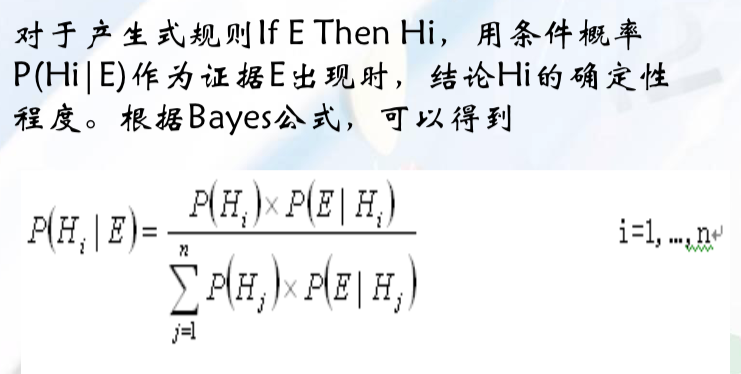 对于产生式规则If E Then Hi，用条件概率
P(Hi|E)作为证据E出现时，结论Hi的确定性
程度。根据Bayes公式，可以得到
P(H_i | E)= \frac{P(H_i)×P(E | H_i)}{\sum_{j=1}^{n} P(H_j)×P(E | H_j)} i=1, …, n↵